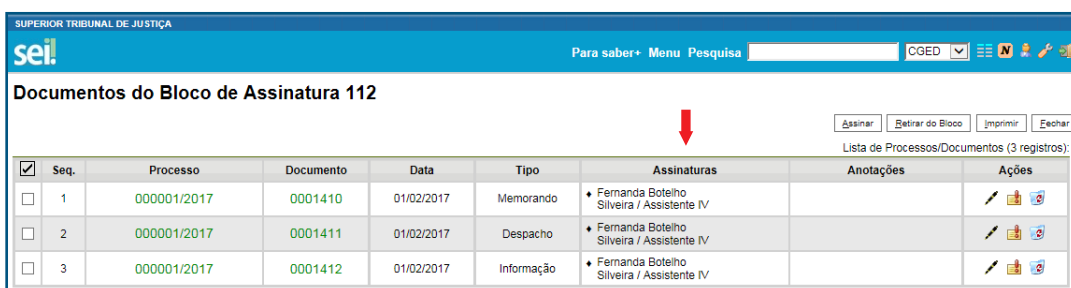 SUPERIOR TRIBUNAL DE JUSTIÇA
sei!
Para saber+ Menu Pesquisa CGED N
Documentos do Bloco de Assinatura 112
Assinar Retirar do Bloco Imprimir Fechar
Lista de Processos/Documentos (3 registros):
Seq. Processo Documento Data Tipo Assinaturas Anotações Ações
1 000001/2017 0001410 01/02/2017 Memorando Fernanda Botelho
Silveira / Assistente IV
2 000001/2017 0001411 01/02/2017 Despacho Fernanda Botelho
Silveira / Assistente IV
3 000001/2017 0001412 01/02/2017 Informação Fernanda Botelho
Silveira / Assistente IV